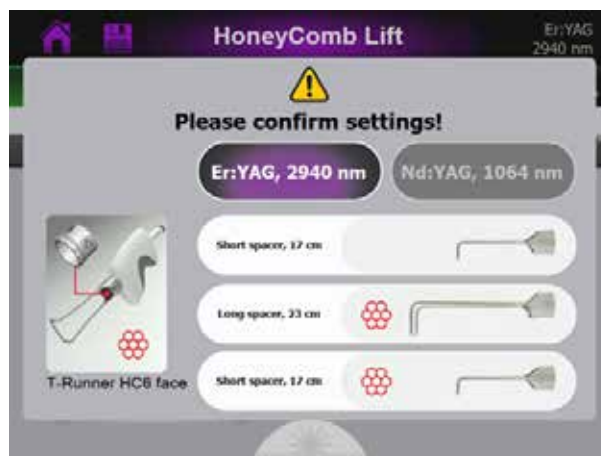 HoneyComb Lift
Er:YAG
2940 nm
Please confirm settings!
Er:YAG, 2940 nm
Nd:YAG, 1064 nm
Short spacer, 17 cm
Long spacer, 23 cm
T-Runner HC6 face
Short spacer, 17 cm